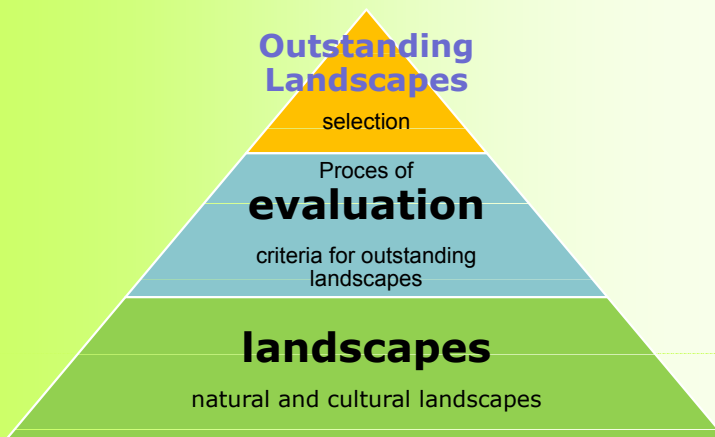 Outstanding
Landscapes
selection
Proces of
evaluation
criteria for outstanding
landscapes
landscapes
natural and cultural landscapes